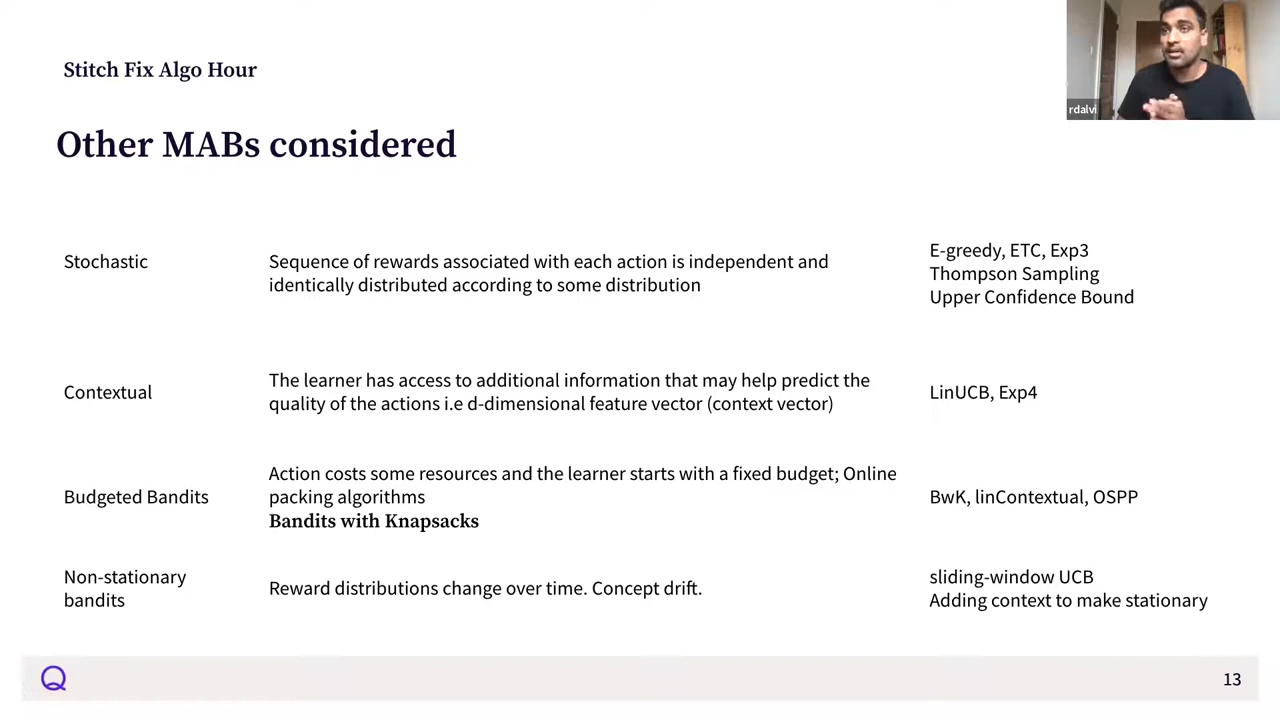 Stitch Fix Algo Hour
rdalvi
Other MABs considered
Stochastic
Sequence of rewards associated with each action is independent and
identically distributed according to some distribution
E-greedy, ETC, Exp3
Thompson Sampling
Upper Confidence Bound
Contextual
The learner has access to additional information that may help predict the
quality of the actions i.e d-dimensional feature vector (context vector)
LinUCB, Exp4
Budgeted Bandits
Action costs some resources and the learner starts with a fixed budget; Online
packing algorithms
Bandits with Knapsacks
BwK, linContextual, OSPP
Non-stationary
bandits
Reward distributions change over time. Concept drift.
sliding-window UCB
Adding context to make stationary
13